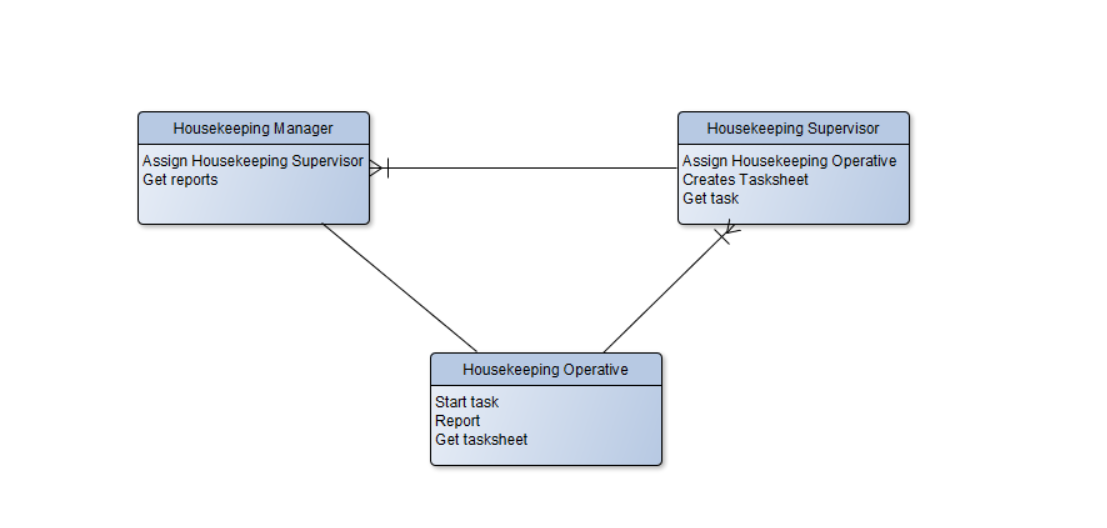 Housekeeping Manager
Assign Housekeeping Supervisor
Get reports
Housekeeping Supervisor
Assign Housekeeping Operative
Creates Tasksheet
Get task
Housekeeping Operative
Start task
Report
Get tasksheet